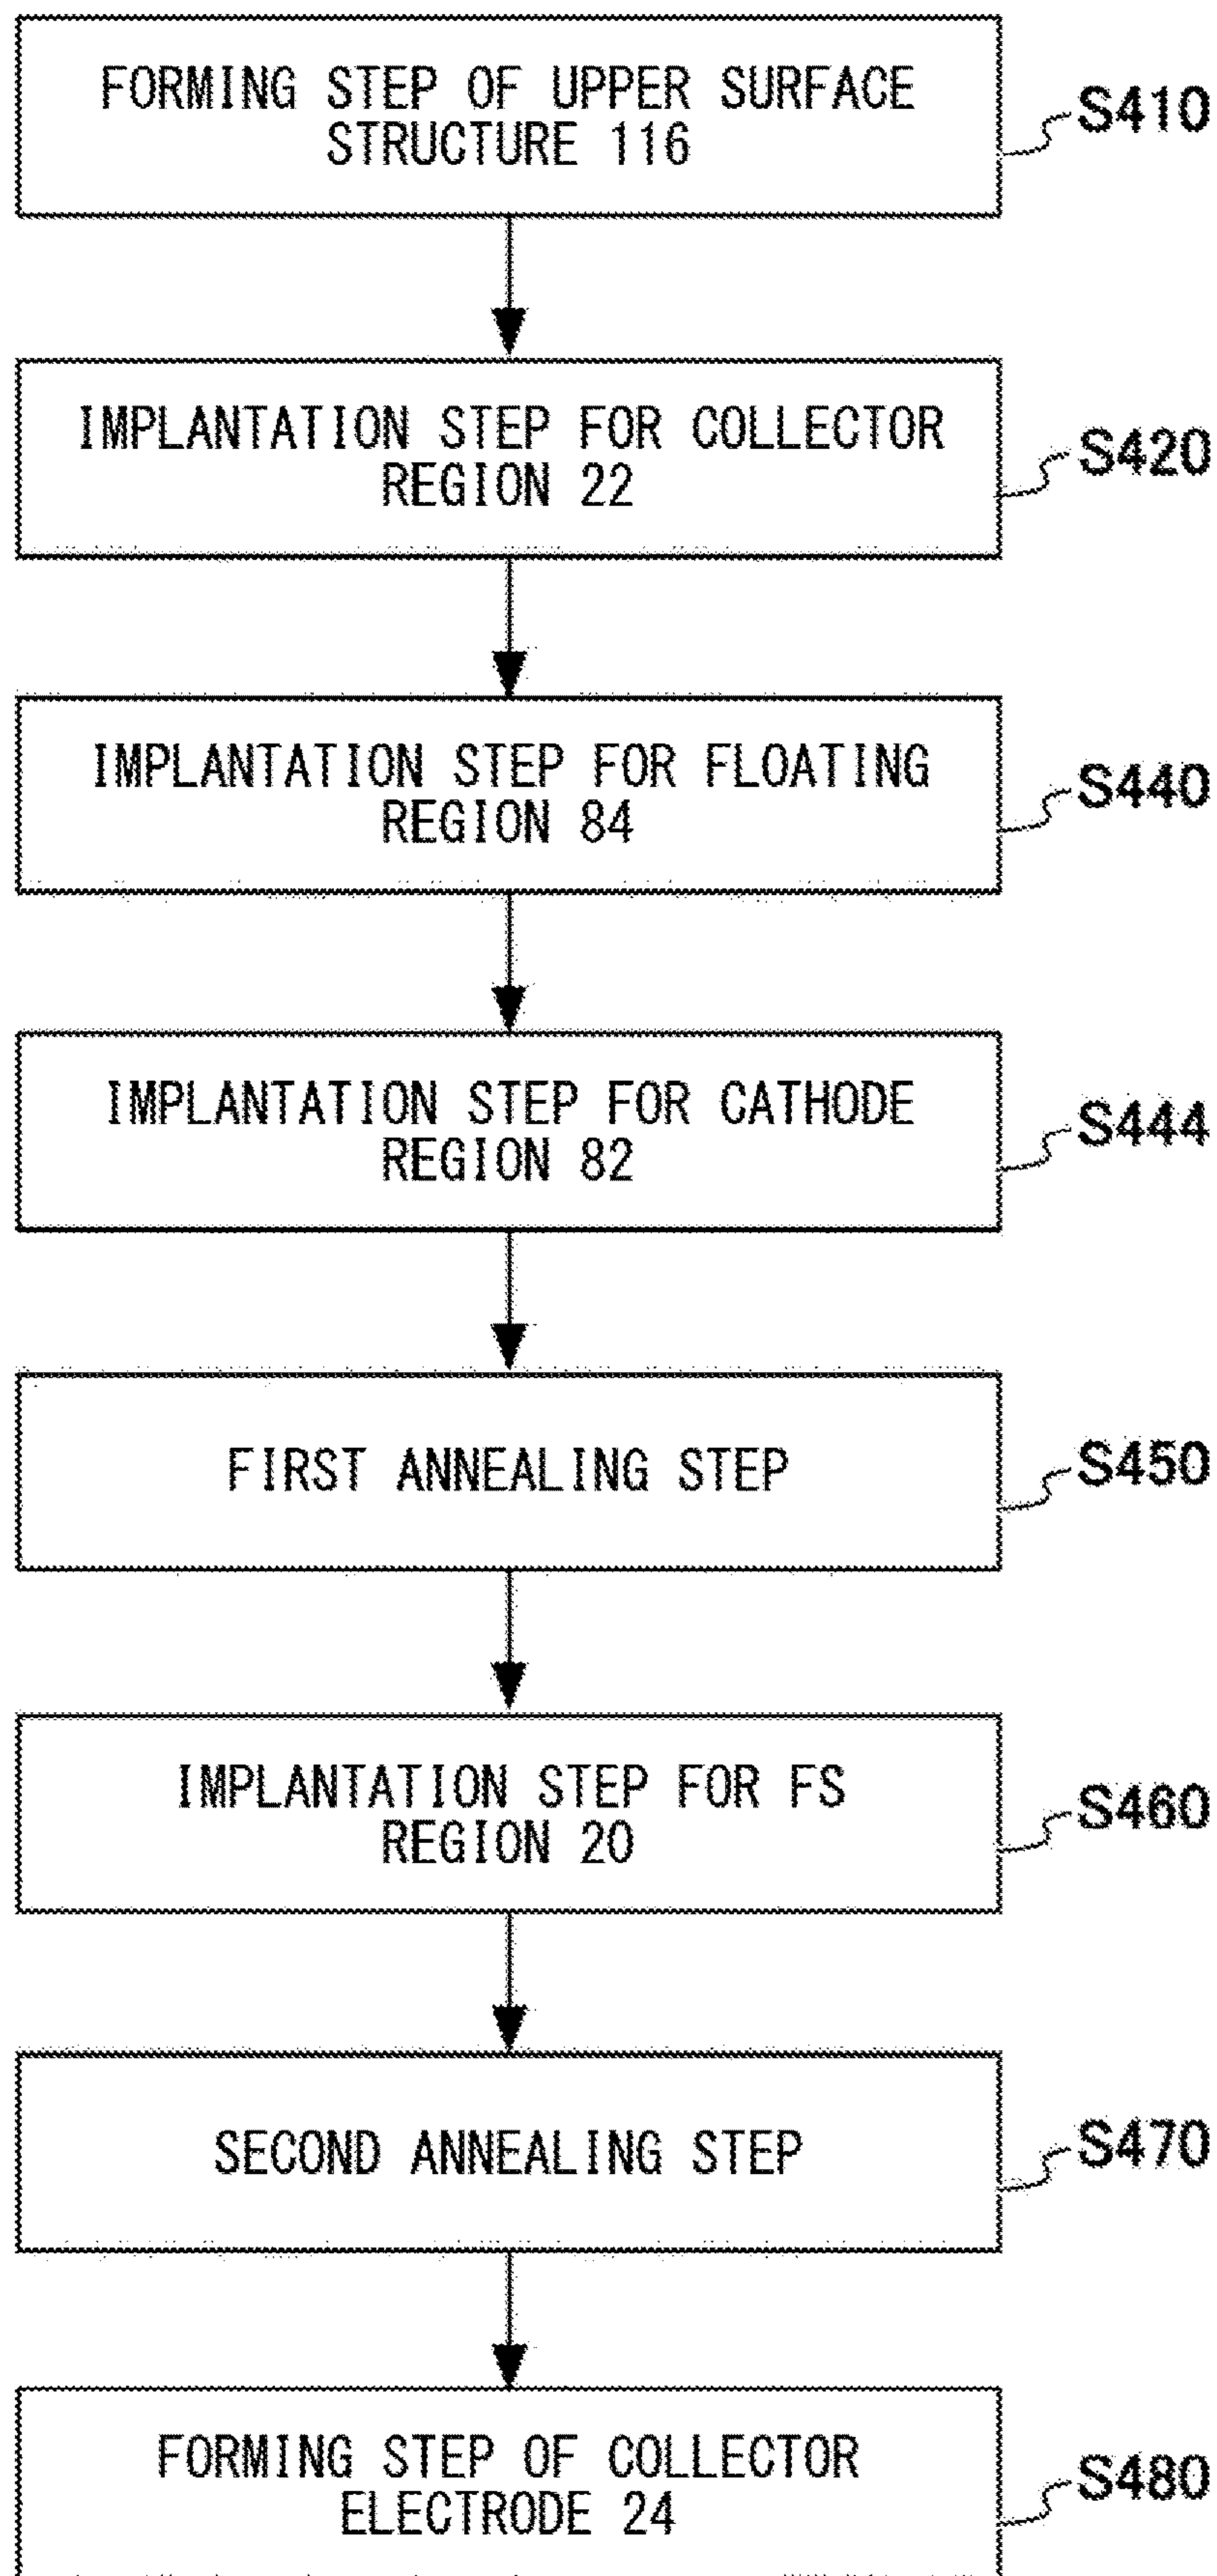 FORMING STEP OF UPPER SURFACE
STRUCTURE 116
S410
IMPLANTATION STEP FOR COLLECTOR
REGION 22
S420
IMPLANTATION STEP FOR FLOATING
REGION 84
S440
IMPLANTATION STEP FOR CATHODE
REGION 82
S444
FIRST ANNEALING STEP
S450
IMPLANTATION STEP FOR FS
REGION 20
S460
SECOND ANNEALING STEP
S470
FORMING STEP OF COLLECTOR
ELECTRODE 24
S480